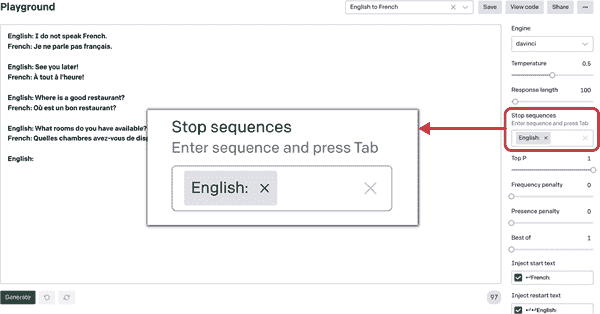 Playground
English to French
Save
View code
Share
English: I do not speak French.
French: Je ne parle pas français.
English: See you later!
French: À tout à l'heure!
English: Where is a good restaurant?
French: Où est un bon restaurant?
English: What rooms do you have available?
French: Quelles chambres avez-vous de disp
English:
Stop sequences
Enter sequence and press Tab
English: ×
Engine
davinci
Temperature 0.5
Response length 100
Stop sequences
Enter sequence and press Tab
English: ×
Top P 1
Frequency penalty 0
Presence penalty 0
Best of 1
Inject start text
↵French:
Inject restart text
↵↵English:
Generate
97